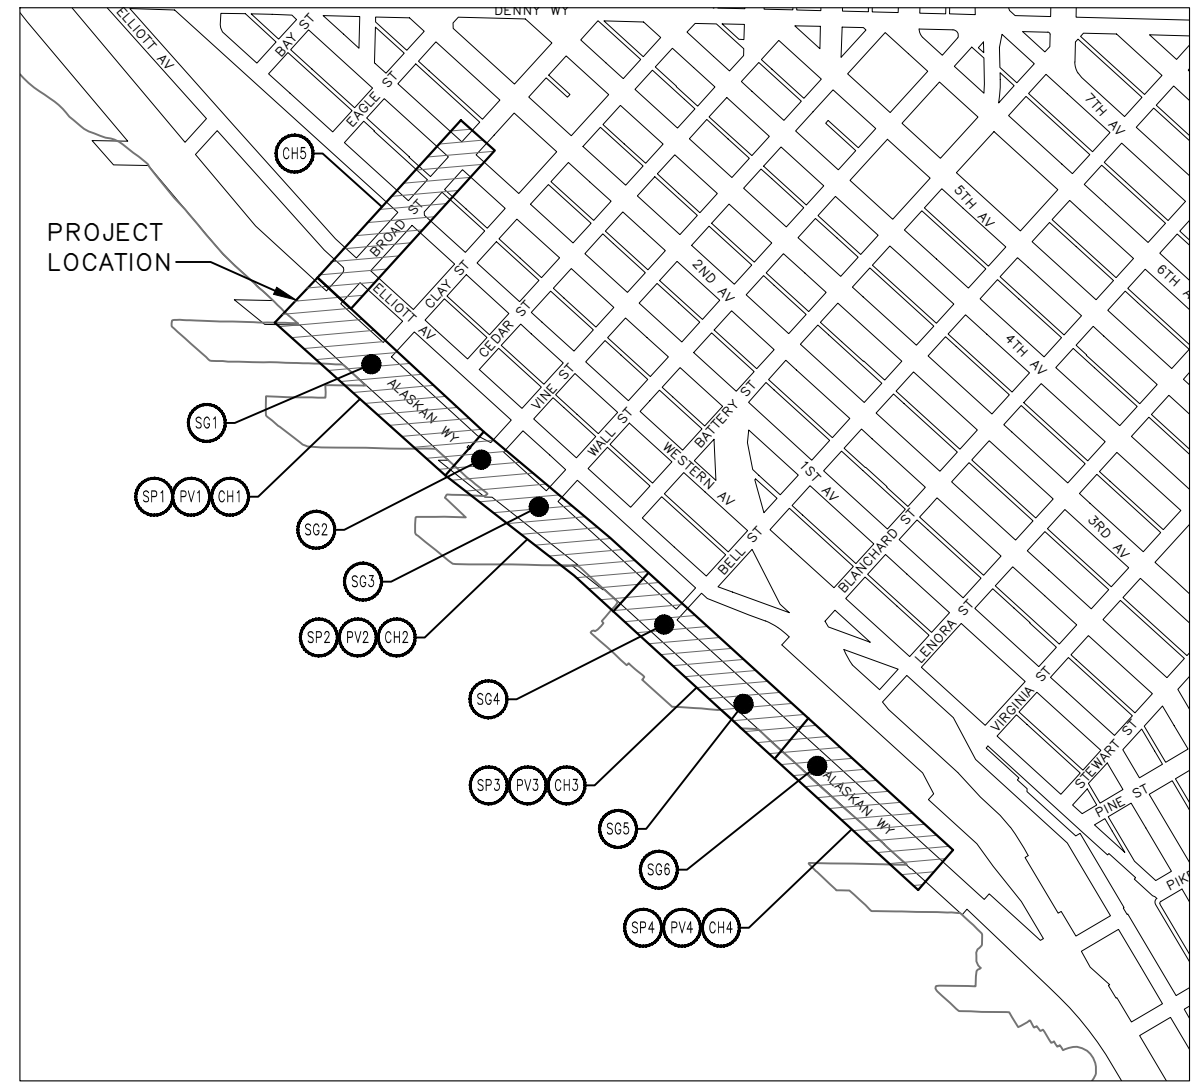 DENNY WY
ELLIOTT AV
BAY ST
EAGLE ST
7TH AV
CH5
PROJECT
LOCATION
BROAD ST
5TH AV
6TH A
2ND AV
CLAY ST
ELLIOTT AV
CEDAR ST
4TH AV
VINE ST
ALASKAN WY
WALL ST
BATTERY ST
WESTERN AV
1ST AV
SG1
SP1 PV1 CH1
SG2
3RD AV
BELL ST
BLANCHARD ST
SG3
SP2 PV2 CH2
LENORA ST
SG4
VIRGINIA ST
STEWART ST
SP3 PV3 CH3
PINE ST
ALASKAN WY
SG5
SG6
PIK
SP4 PV4 CH4